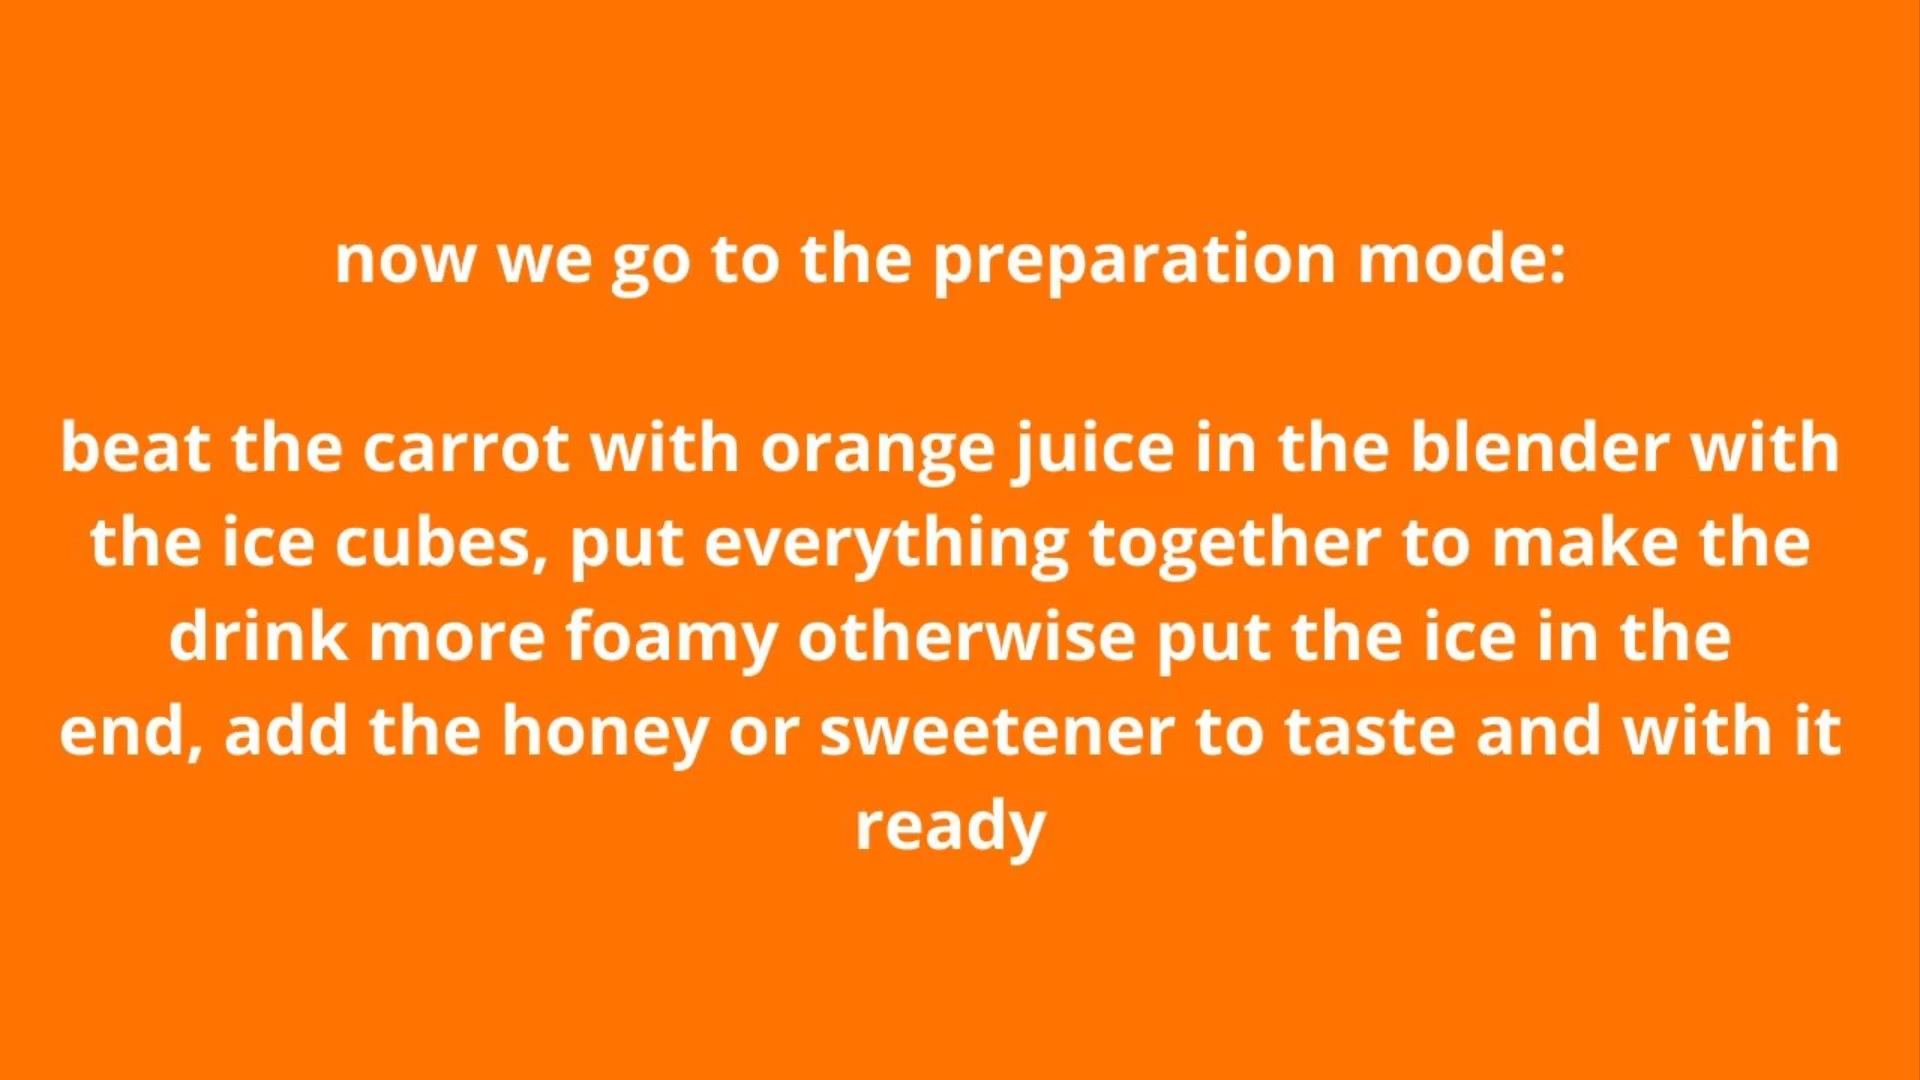 now we go to the preparation mode:
beat the carrot with orange juice in the blender with
the ice cubes, put everything together to make the
drink more foamy otherwise put the ice in the
end, add the honey or sweetener to taste and with it
ready